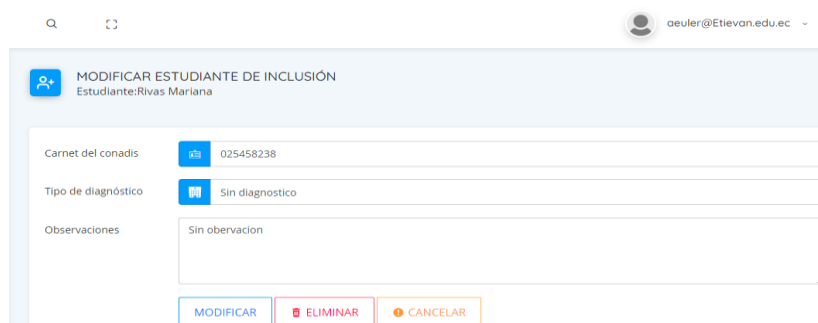 aeuler@Etievan.edu.ec
MODIFICAR ESTUDIANTE DE INCLUSIÓN
Estudiante:Rivas Mariana
Carnet del conadis 025458238
Tipo de diagnóstico Sin diagnostico
Observaciones Sin obervacion
MODIFICAR ELIMINAR CANCELAR